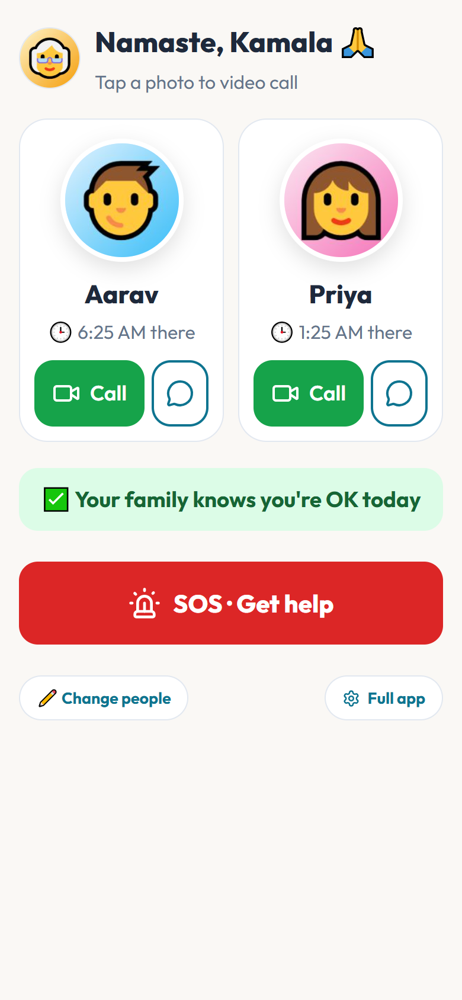 Namaste, Kamala 🙏
Tap a photo to video call
Aarav
🕒 6:25 AM there
Call
Priya
🕒 1:25 AM there
Call
✅ Your family knows you're OK today
SOS · Get help
✏️ Change people
Full app